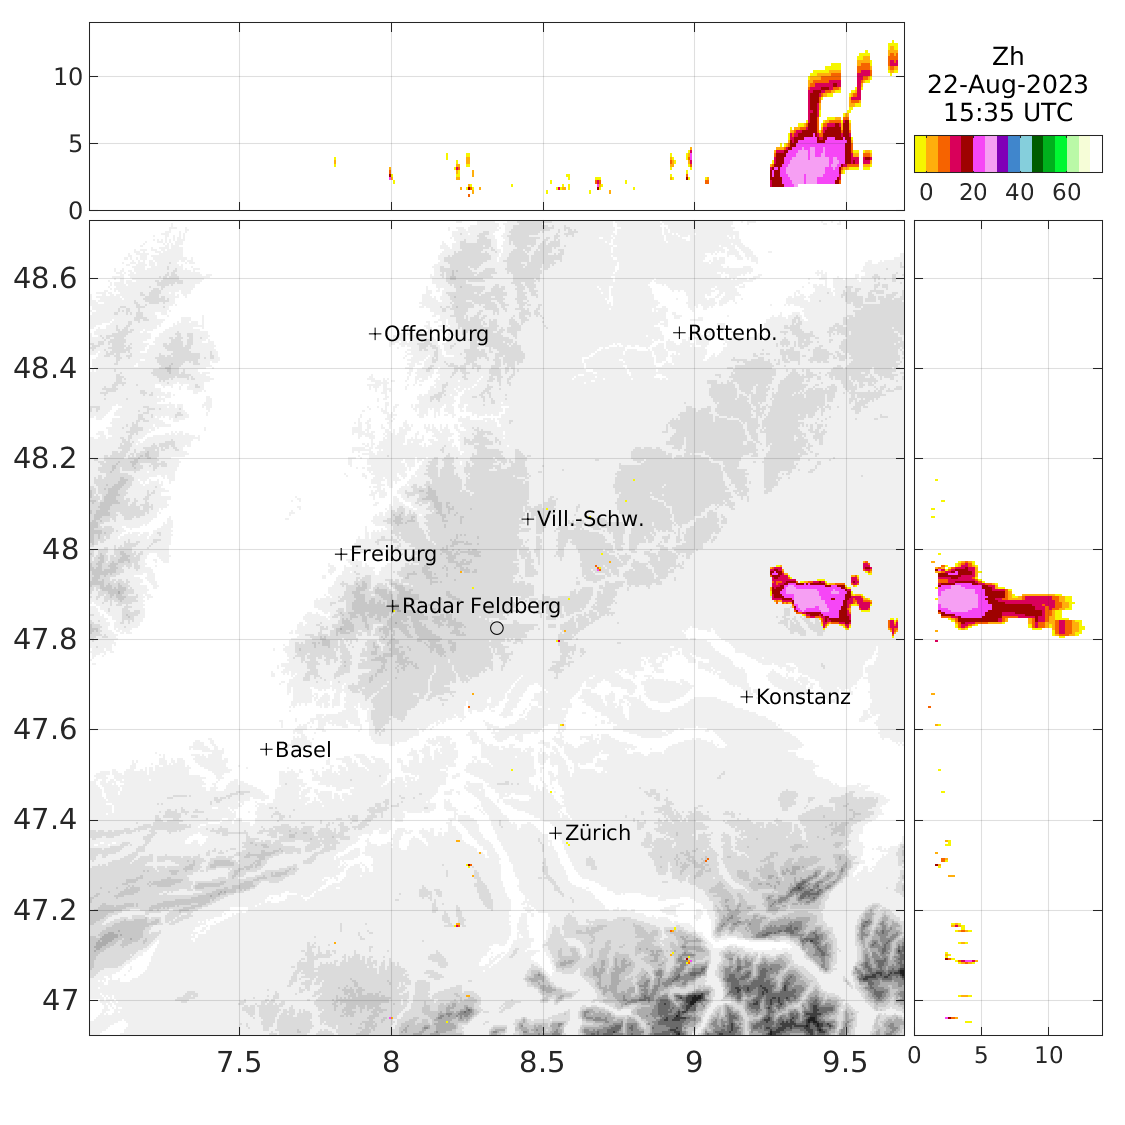 10
5
0
Zh
22-Aug-2023
15:35 UTC
0 20 40 60
48.6
48.4
48.2
48
47.8
47.6
47.4
47.2
47
Offenburg
Rottenb.
Vill.-Schw.
Freiburg
Radar Feldberg
Konstanz
Basel
Zürich
7.5 8 8.5 9 9.5
0 5 10